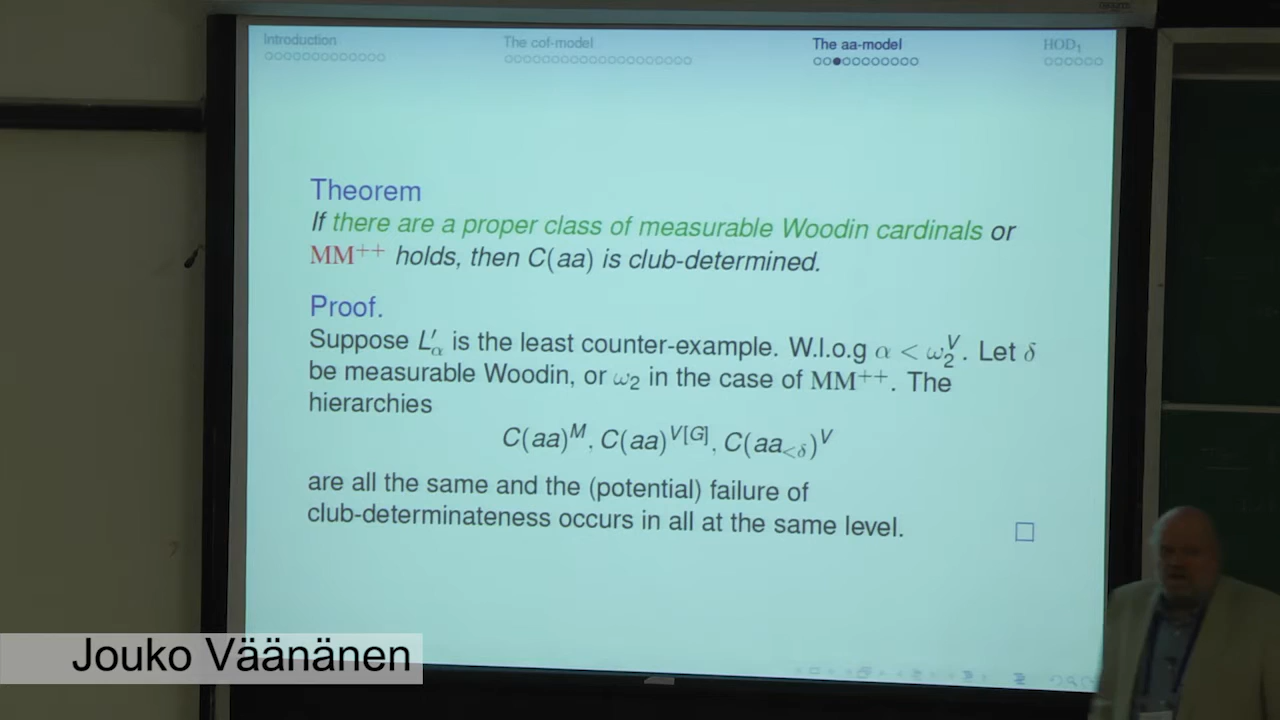 Introduction The cof-model The aa-model HOD₁
Theorem
If there are a proper class of measurable Woodin cardinals or
MM⁺⁺ holds, then C(aa) is club-determined.
Proof.
Suppose L′_α is the least counter-example. W.l.o.g α < ω₂^V. Let δ
be measurable Woodin, or ω₂ in the case of MM⁺⁺. The
hierarchies
C(aa)^M, C(aa)^{V[G]}, C(aa_{<δ})^V
are all the same and the (potential) failure of
club-determinateness occurs in all at the same level.
Jouko Väänänen